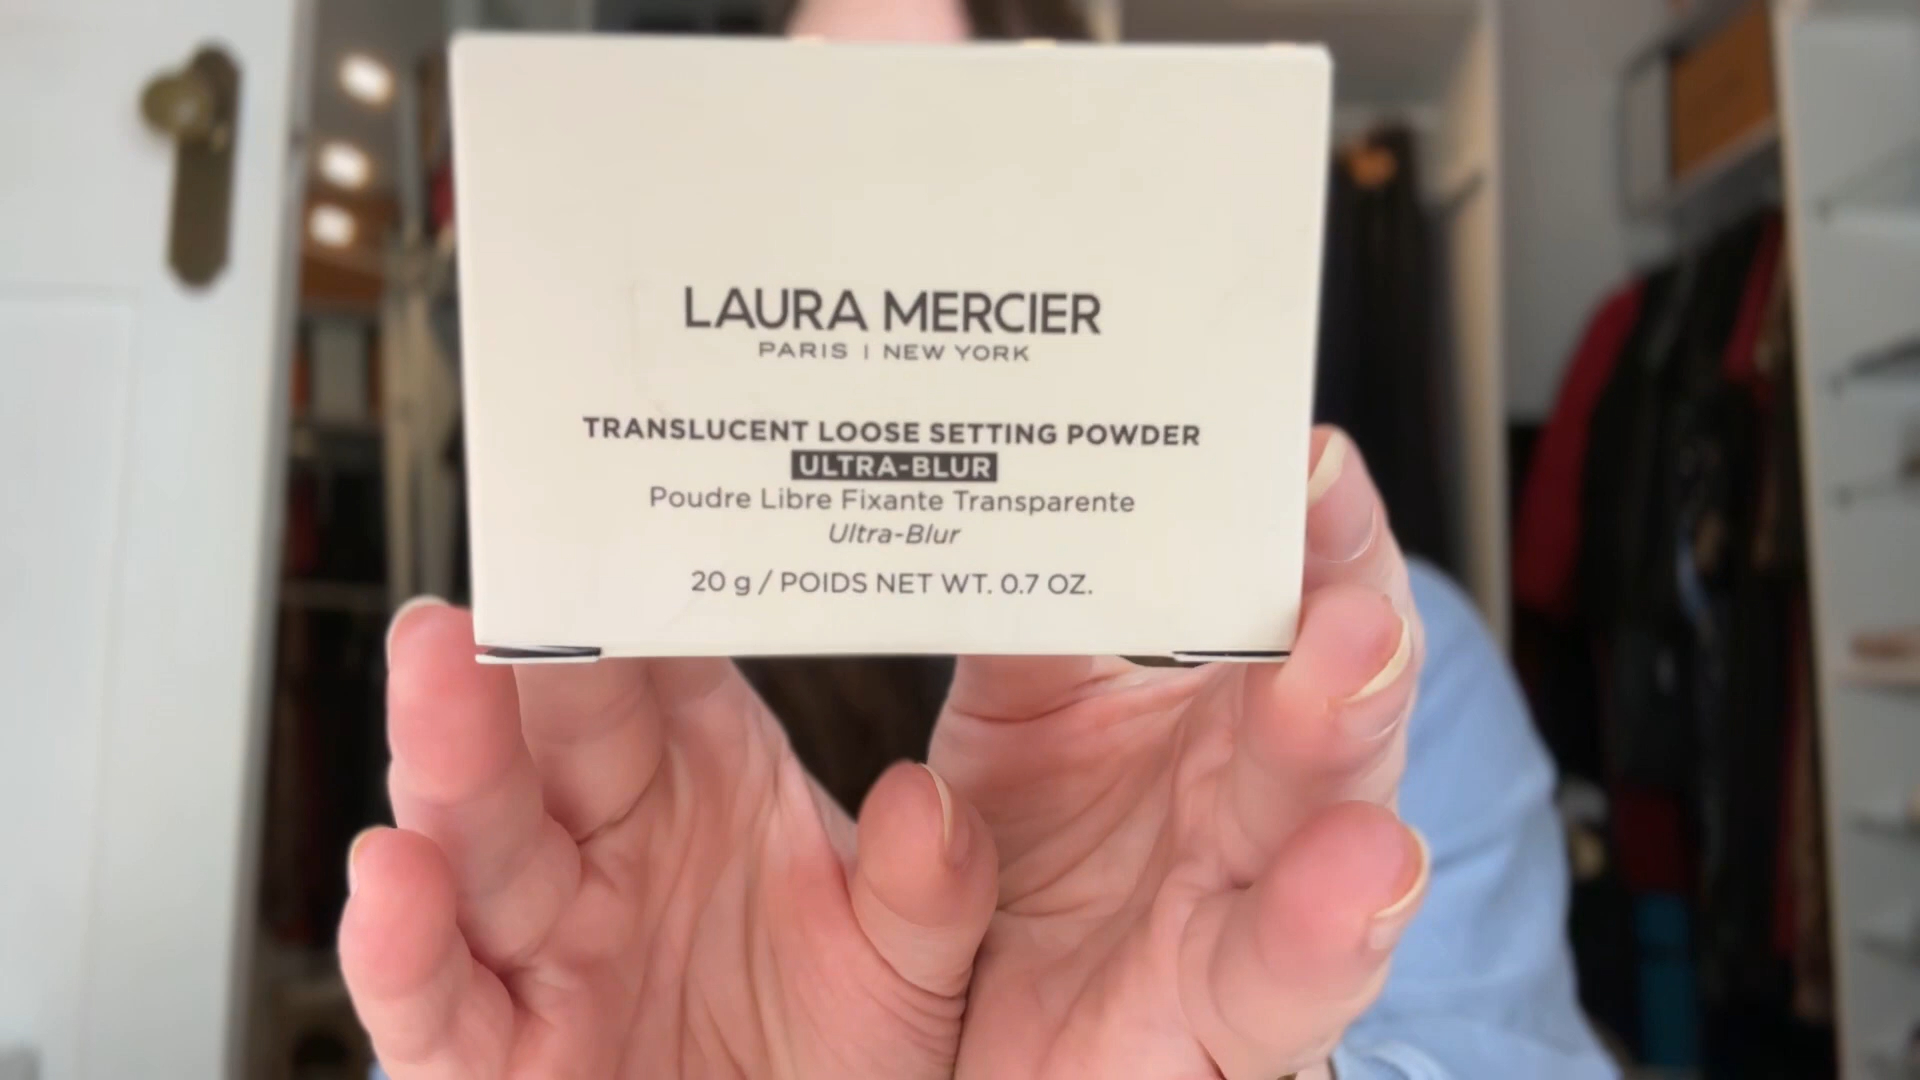 LAURA MERCIER
PARIS | NEW YORK
TRANSLUCENT LOOSE SETTING POWDER
ULTRA-BLUR
Poudre Libre Fixante Transparente
Ultra-Blur
20 g / POIDS NET WT. 0.7 OZ.